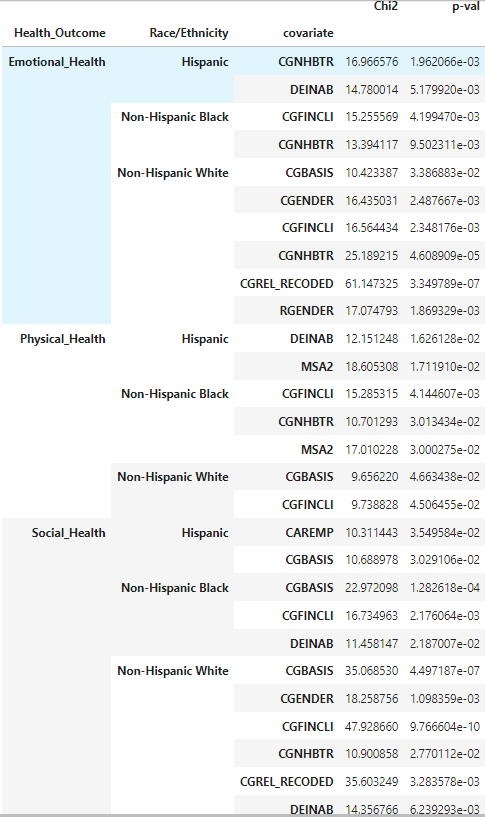 Chi2 p-val
Health_Outcome Race/Ethnicity covariate
Emotional_Health Hispanic CGNHBTR 16.966576 1.962066e-03
DEINAB 14.780014 5.179920e-03
Non-Hispanic Black CGFINCLI 15.255569 4.199470e-03
CGNHBTR 13.394117 9.502311e-03
Non-Hispanic White CGBASIS 10.423387 3.386883e-02
CGENDER 16.435031 2.487667e-03
CGFINCLI 16.564434 2.348176e-03
CGNHBTR 25.189215 4.608909e-05
CGREL_RECODED 61.147325 3.349789e-07
RGENDER 17.074793 1.869329e-03
Physical_Health Hispanic DEINAB 12.151248 1.626128e-02
MSA2 18.605308 1.711910e-02
Non-Hispanic Black CGFINCLI 15.285315 4.144607e-03
CGNHBTR 10.701293 3.013434e-02
MSA2 17.010228 3.000275e-02
Non-Hispanic White CGBASIS 9.656220 4.663438e-02
CGFINCLI 9.738828 4.506455e-02
Social_Health Hispanic CAREMP 10.311443 3.549584e-02
CGBASIS 10.688978 3.029106e-02
Non-Hispanic Black CGBASIS 22.972098 1.282618e-04
CGFINCLI 16.734963 2.176064e-03
DEINAB 11.458147 2.187007e-02
Non-Hispanic White CGBASIS 35.068530 4.497187e-07
CGENDER 18.258756 1.098359e-03
CGFINCLI 47.928660 9.766604e-10
CGNHBTR 10.900858 2.770112e-02
CGREL_RECODED 35.603249 3.283578e-03
DEINAB 14.356766 6.239293e-03